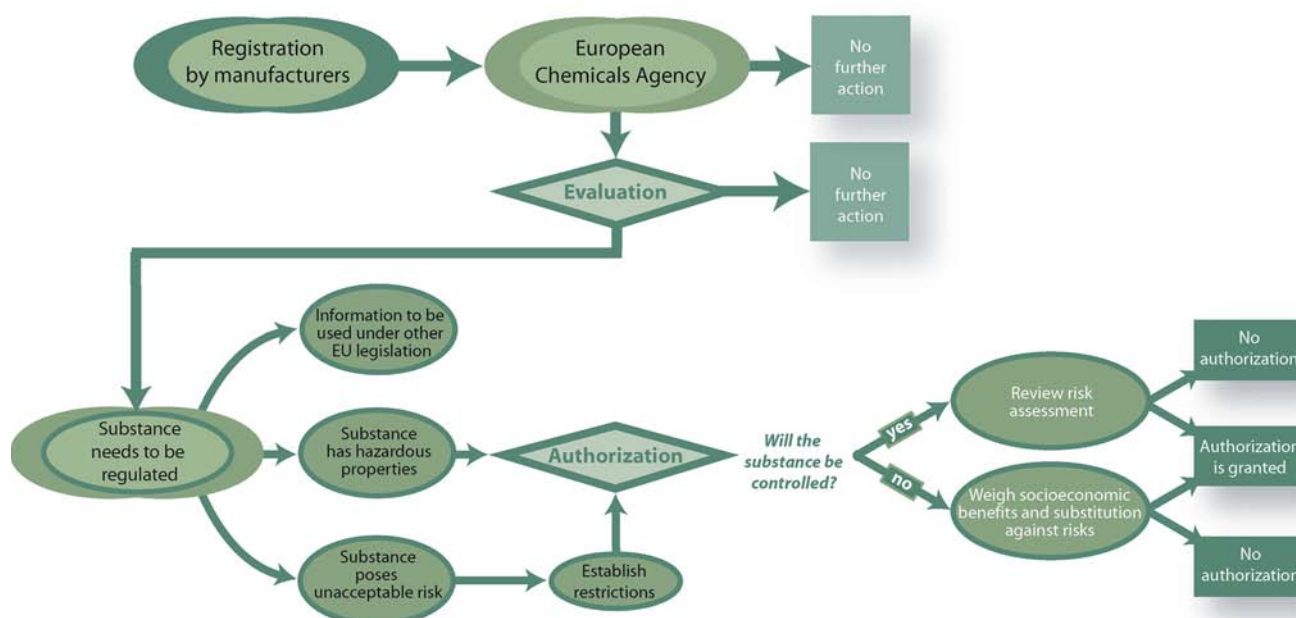 Registration
by manufacturers
European
Chemicals Agency
No
further
action
Evaluation
No
further
action
Information to be
used under other
EU legislation
Substance
needs to be
regulated
Substance
has hazardous
properties
Authorization
Will the
substance be
controlled?
yes
no
Review risk
assessment
Weigh socioeconomic
benefits and substitution
against risks
No
authorization
Authorization
is granted
No
authorization
Substance
poses
unacceptable risk
Establish
restrictions